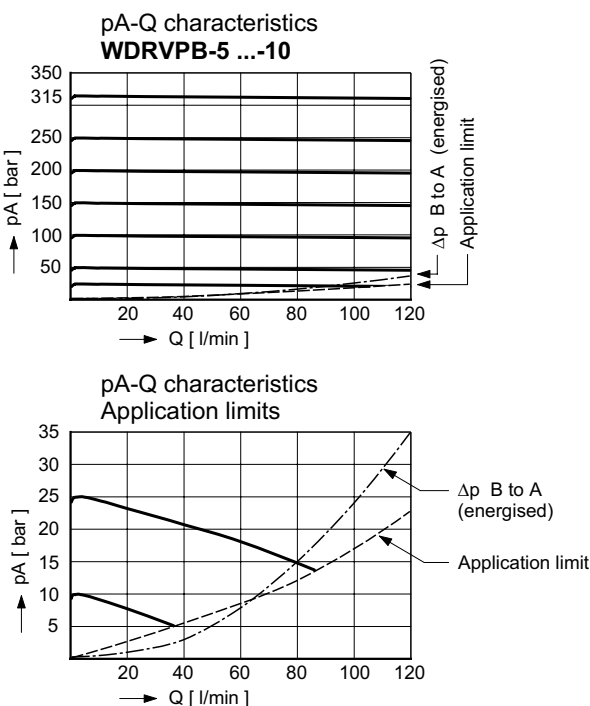 pA-Q characteristics
WDRVPB-5 ...-10
350
315
250
200
150
100
50
pA [ bar ]
20 40 60 80 100 120
Q [ l/min ]
Δp B to A (energised)
Application limit
pA-Q characteristics
Application limits
35
30
25
20
15
10
5
pA [ bar ]
20 40 60 80 100 120
Q [ l/min ]
Δp B to A
(energised)
Application limit